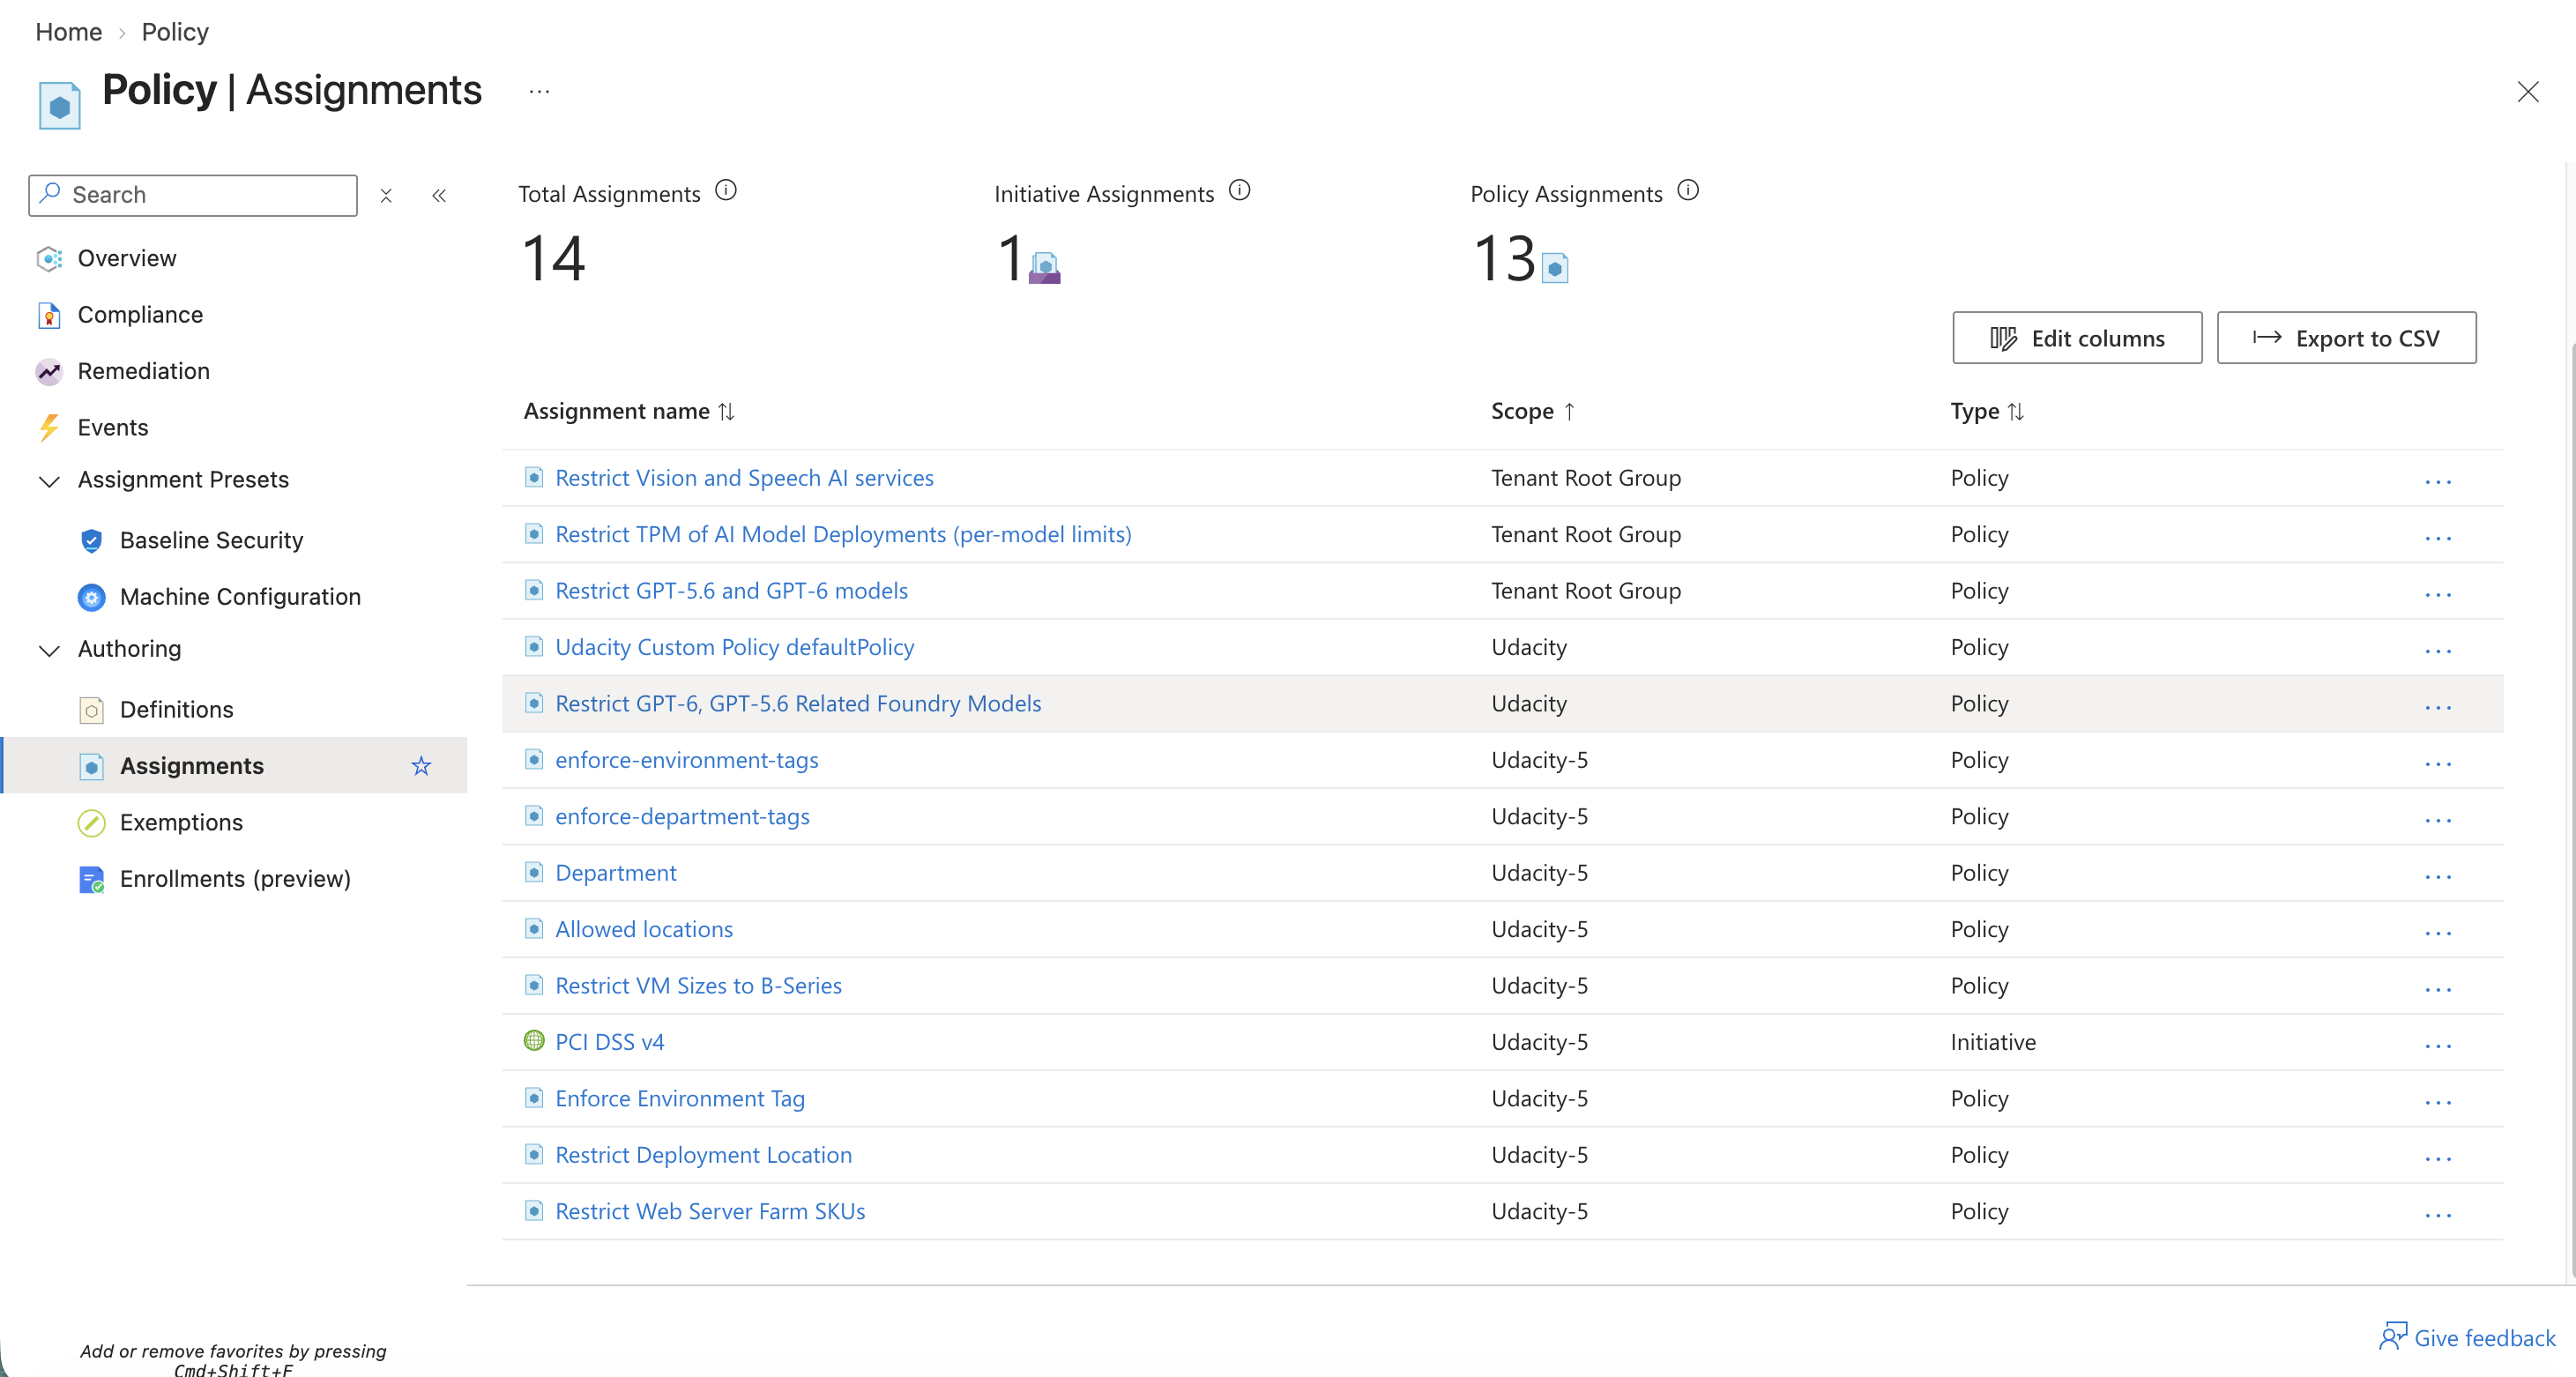 Home > Policy
Policy | Assignments ...
Search
Overview
Compliance
Remediation
Events
Assignment Presets
Baseline Security
Machine Configuration
Authoring
Definitions
Assignments
Exemptions
Enrollments (preview)
Add or remove favorites by pressing
Cmd+Shift+F
Total Assignments Initiative Assignments Policy Assignments
14 1 13
Edit columns Export to CSV
Assignment name Scope Type
Restrict Vision and Speech AI services Tenant Root Group Policy ...
Restrict TPM of AI Model Deployments (per-model limits) Tenant Root Group Policy ...
Restrict GPT-5.6 and GPT-6 models Tenant Root Group Policy ...
Udacity Custom Policy defaultPolicy Udacity Policy ...
Restrict GPT-6, GPT-5.6 Related Foundry Models Udacity Policy ...
enforce-environment-tags Udacity-5 Policy ...
enforce-department-tags Udacity-5 Policy ...
Department Udacity-5 Policy ...
Allowed locations Udacity-5 Policy ...
Restrict VM Sizes to B-Series Udacity-5 Policy ...
PCI DSS v4 Udacity-5 Initiative ...
Enforce Environment Tag Udacity-5 Policy ...
Restrict Deployment Location Udacity-5 Policy ...
Restrict Web Server Farm SKUs Udacity-5 Policy ...
Give feedback